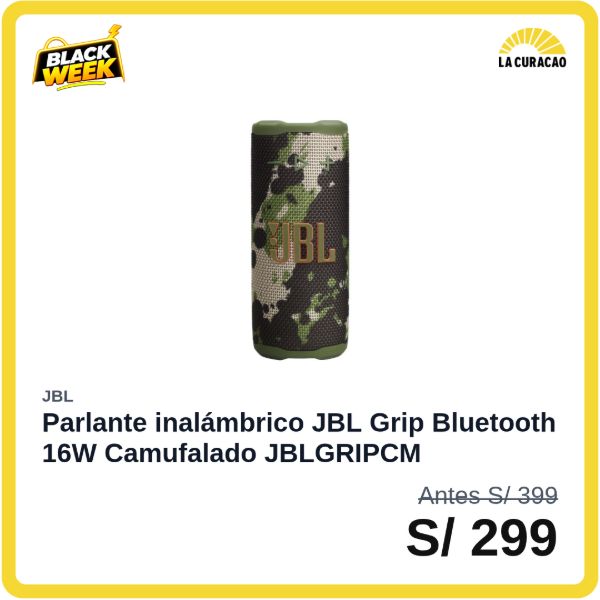 BLACK
WEEK
LA CURACAO
JBL
JBL
Parlante inalámbrico JBL Grip Bluetooth
16W Camufalado JBLGRIPCM
Antes S/ 399
S/ 299